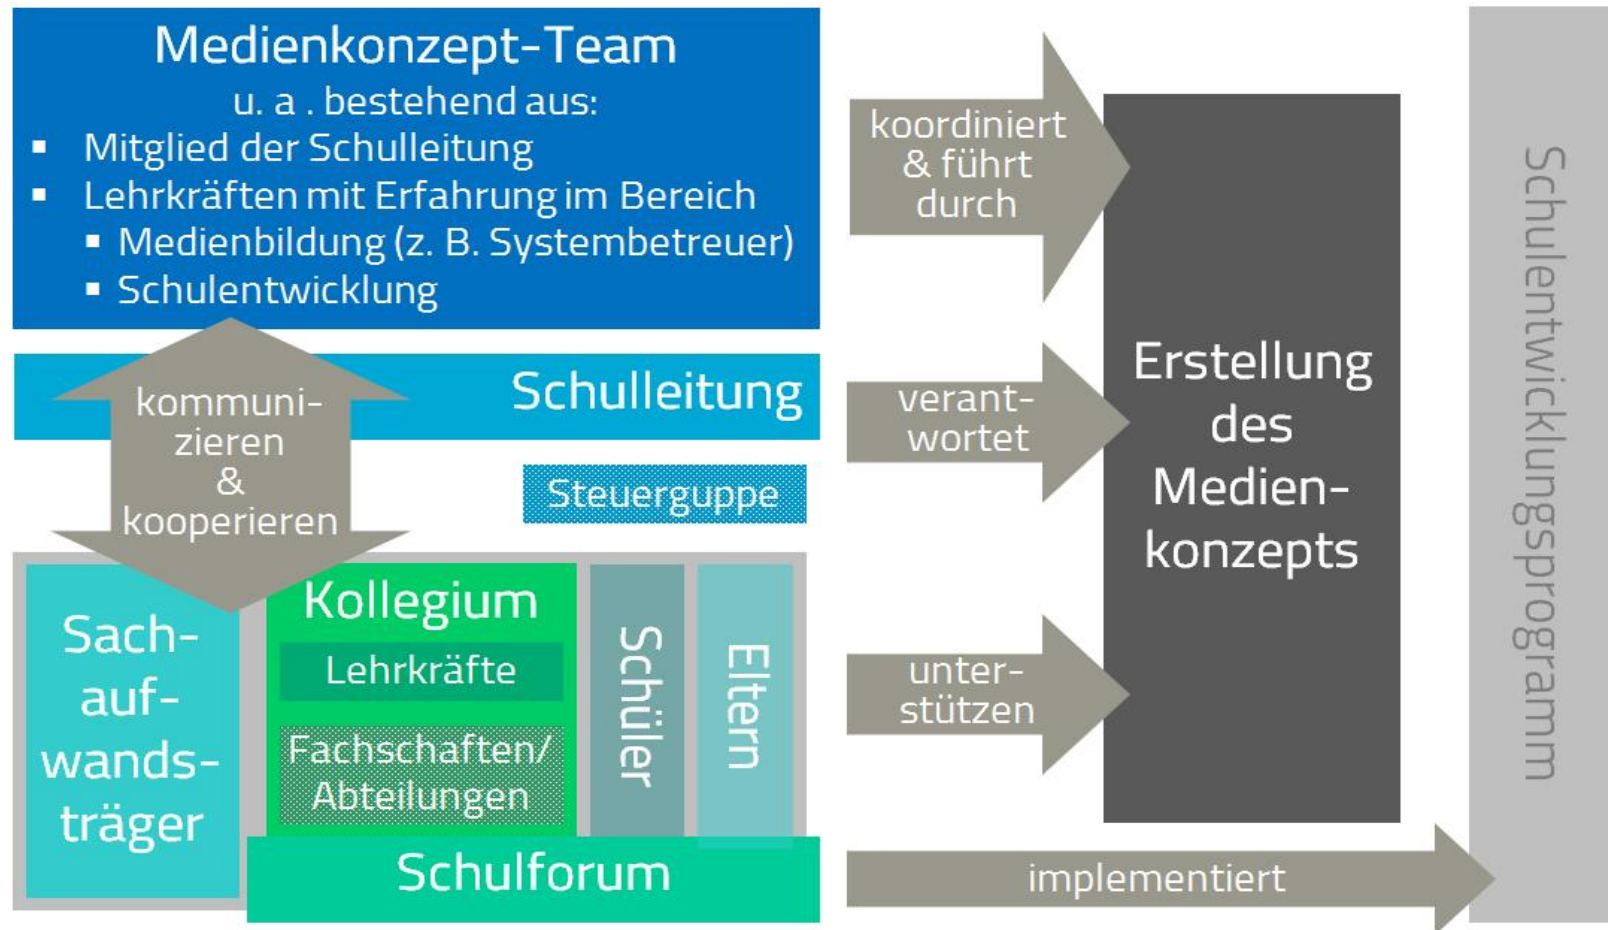 Medienkonzept-Team
u. a . bestehend aus:
▪ Mitglied der Schulleitung
▪ Lehrkräften mit Erfahrung im Bereich
▪ Medienbildung (z. B. Systembetreuer)
▪ Schulentwicklung
kommuni-
zieren
&
kooperieren
Schulleitung
Steuerguppe
Sach-
auf-
wands-
träger
Kollegium
Lehrkräfte
Fachschaften/
Abteilungen
Schüler
Eltern
Schulforum
koordiniert
& führt
durch
verant-
wortet
unter-
stützen
implementiert
Erstellung
des
Medien-
konzepts
Schulentwicklungsprogramm